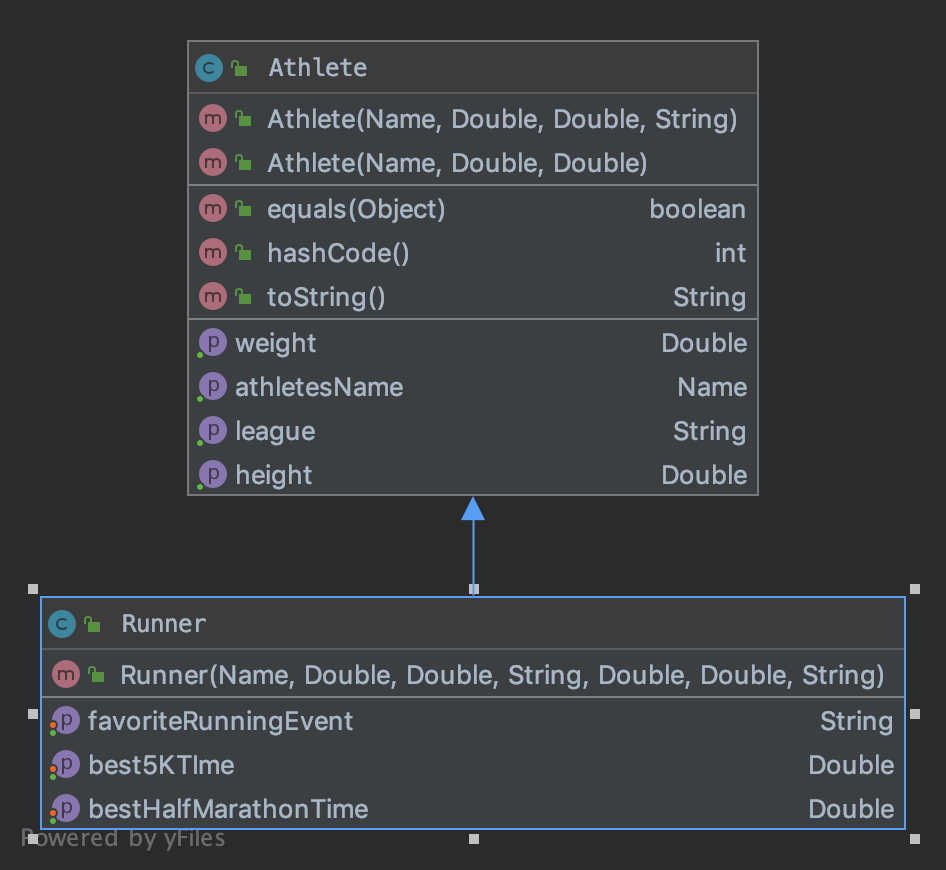 C Athlete
m Athlete(Name, Double, Double, String)
m Athlete(Name, Double, Double)
m equals(Object) boolean
m hashCode() int
m toString() String
p weight Double
p athletesName Name
p league String
p height Double
C Runner
m Runner(Name, Double, Double, String, Double, Double, String)
p favoriteRunningEvent String
p best5KTIme Double
p bestHalfMarathonTime Double
Powered by yFiles